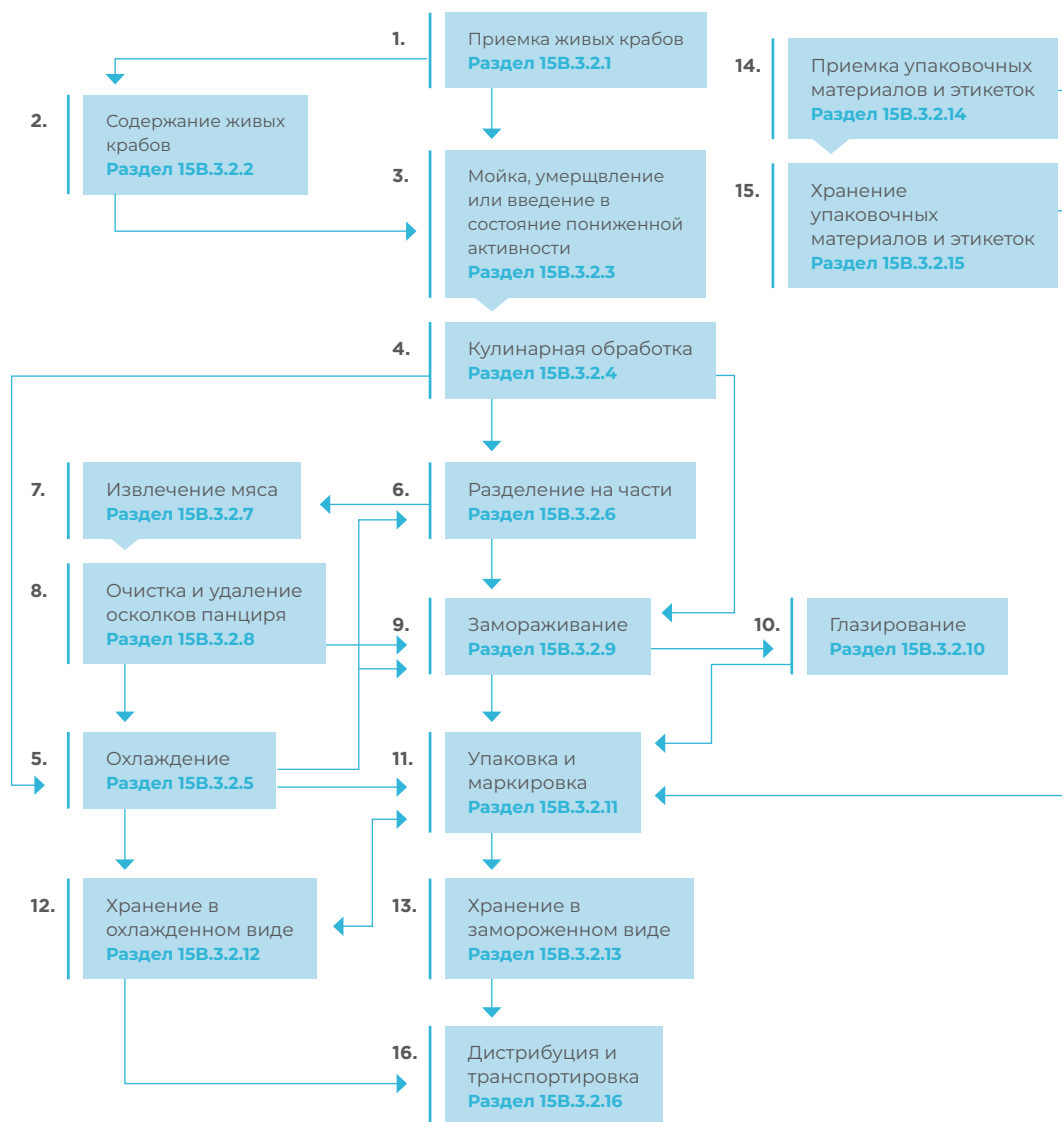 1.
Приемка живых крабов
Раздел 15В.3.2.1
14.
Приемка упаковочных
материалов и этикеток
Раздел 15В.3.2.14
2.
Содержание живых
крабов
Раздел 15В.3.2.2
3.
Мойка, умерщвление
или введение в
состояние пониженной
активности
Раздел 15В.3.2.3
15.
Хранение
упаковочных
материалов и этикеток
Раздел 15В.3.2.15
4.
Кулинарная обработка
Раздел 15В.3.2.4
7.
Извлечение мяса
Раздел 15В.3.2.7
6.
Разделение на части
Раздел 15В.3.2.6
8.
Очистка и удаление
осколков панциря
Раздел 15В.3.2.8
9.
Замораживание
Раздел 15В.3.2.9
10.
Глазирование
Раздел 15В.3.2.10
5.
Охлаждение
Раздел 15В.3.2.5
11.
Упаковка и
маркировка
Раздел 15В.3.2.11
12.
Хранение в
охлажденном виде
Раздел 15В.3.2.12
13.
Хранение в
замороженном виде
Раздел 15В.3.2.13
16.
Дистрибуция и
транспортировка
Раздел 15В.3.2.16